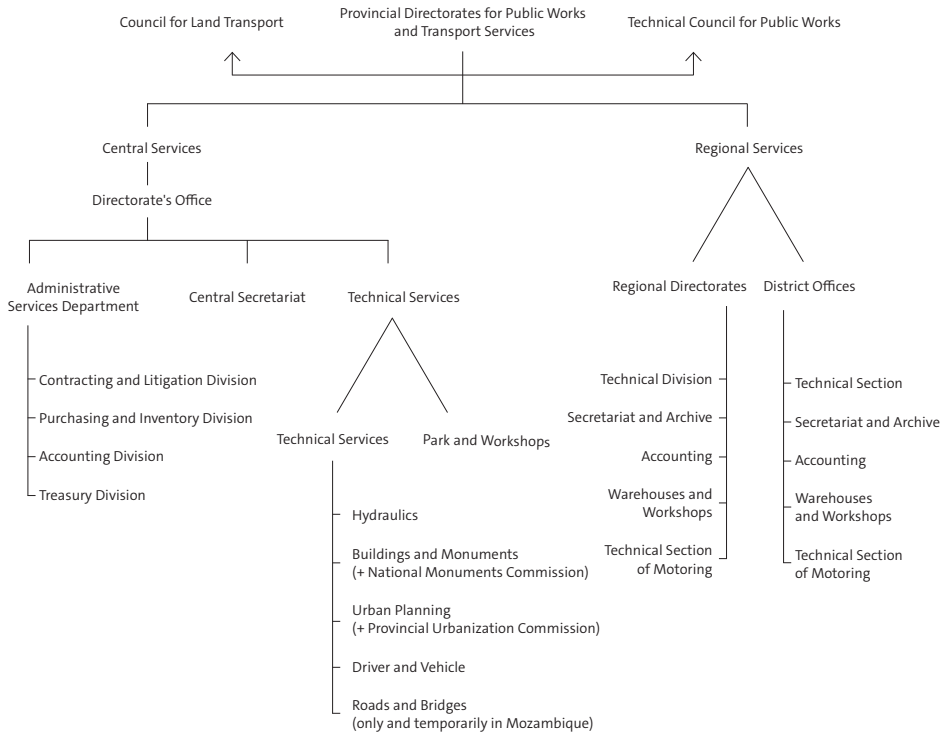 Council for Land Transport
Provincial Directorates for Public Works
and Transport Services
Technical Council for Public Works
Central Services
Regional Services
Directorate's Office
Administrative
Services Department
Central Secretariat
Technical Services
Regional Directorates
District Offices
Contracting and Litigation Division
Purchasing and Inventory Division
Accounting Division
Treasury Division
Technical Services
Park and Workshops
Hydraulics
Buildings and Monuments
(+ National Monuments Commission)
Urban Planning
(+ Provincial Urbanization Commission)
Driver and Vehicle
Roads and Bridges
(only and temporarily in Mozambique)
Technical Division
Secretariat and Archive
Accounting
Warehouses and
Workshops
Technical Section
of Motoring
Technical Section
Secretariat and Archive
Accounting
Warehouses
and Workshops
Technical Section
of Motoring